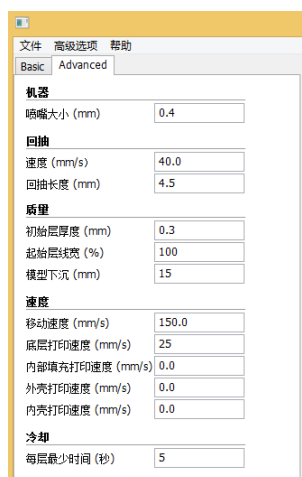 文件 高级选项 帮助
Basic Advanced
机器
喷嘴大小 (mm) 0.4
回抽
速度 (mm/s) 40.0
回抽长度 (mm) 4.5
质量
初始层厚度 (mm) 0.3
起始层线宽 (%) 100
模型下沉 (mm) 15
速度
移动速度 (mm/s) 150.0
底层打印速度 (mm/s) 25
内部填充打印速度 (mm/s) 0.0
外壳打印速度 (mm/s) 0.0
内壳打印速度 (mm/s) 0.0
冷却
每层最少时间 (秒) 5